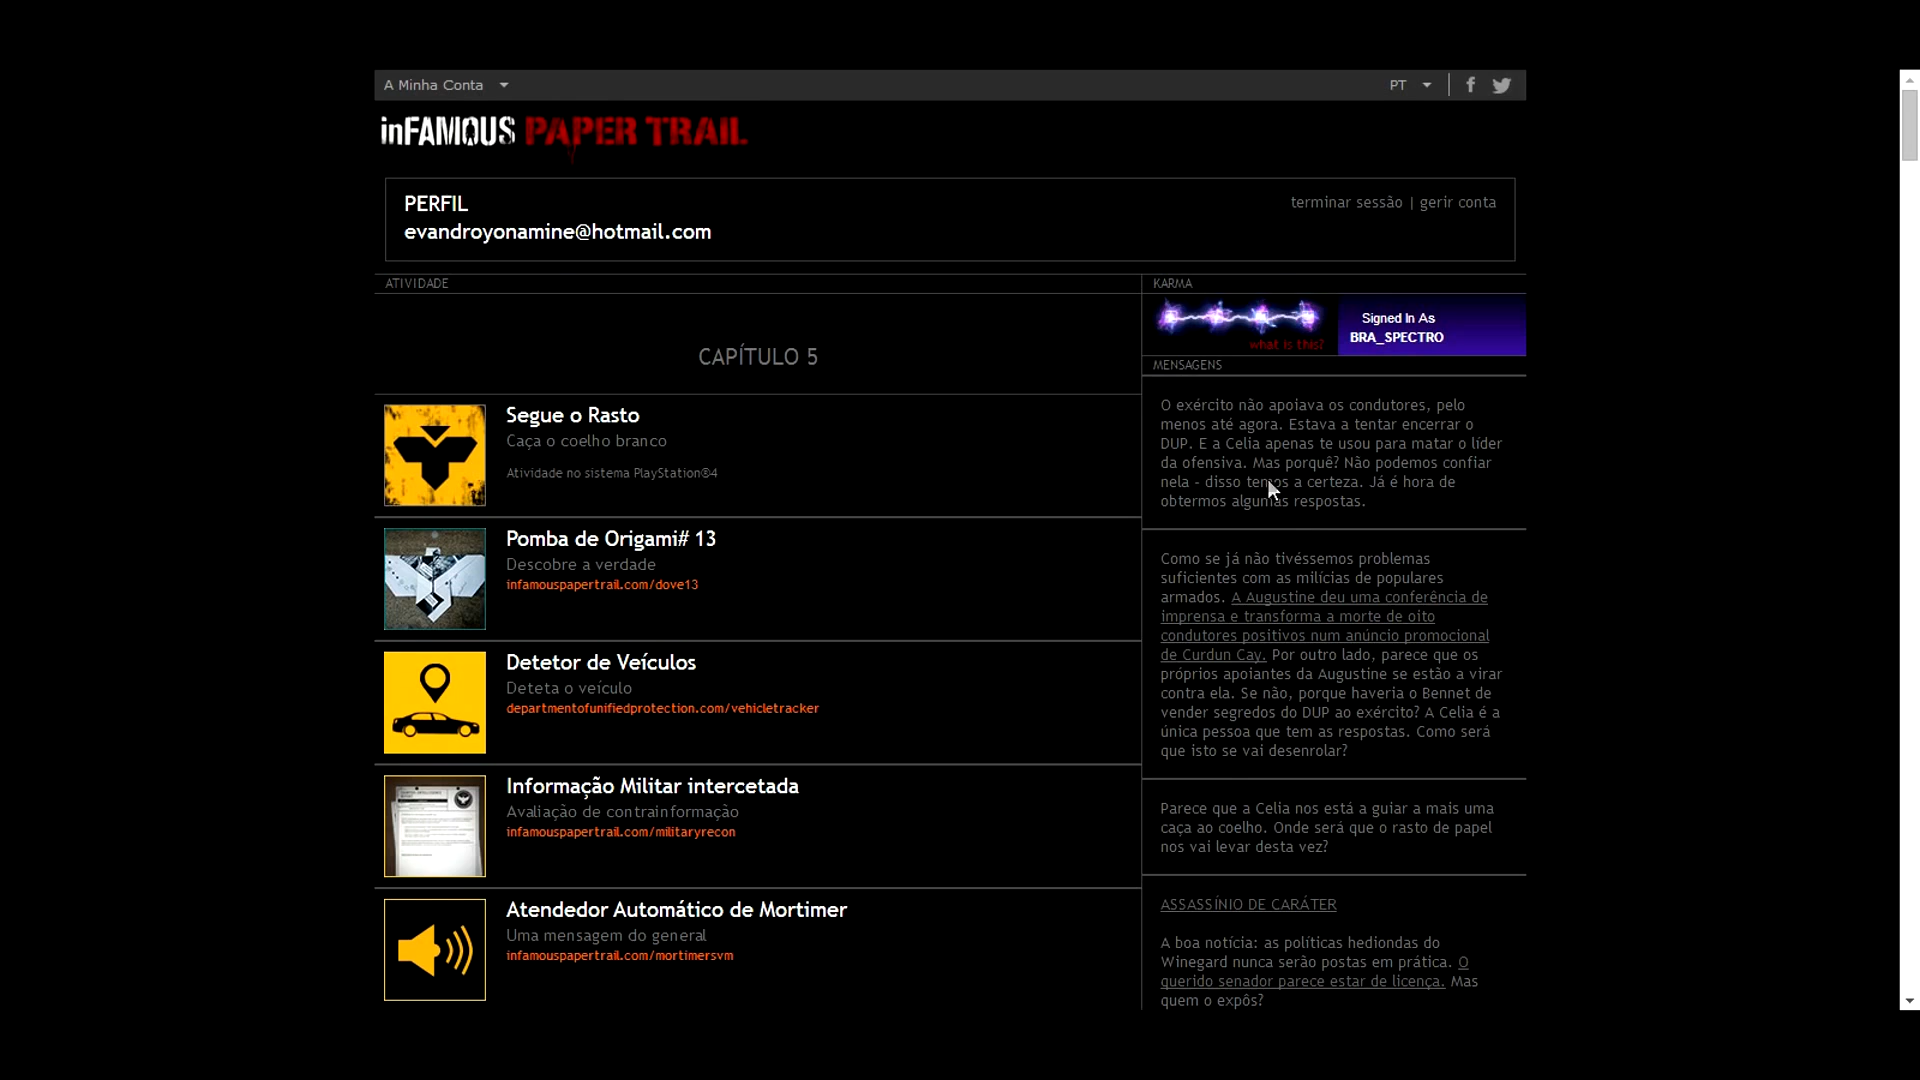 A Minha Conta
PT
inFAMOUS PAPER TRAIL
PERFIL
evandroyonamine@hotmail.com
terminar sessão | gerir conta
ATIVIDADE
CAPÍTULO 5
Segue o Rasto
Caça o coelho branco
Atividade no sistema PlayStation®4
Pomba de Origami# 13
Descobre a verdade
infamouspapertrail.com/dove13
Detetor de Veículos
Deteta o veículo
departmentofunifiedprotection.com/vehicletracker
Informação Militar intercetada
Avaliação de contrainformação
infamouspapertrail.com/militaryrecon
Atendedor Automático de Mortimer
Uma mensagem do general
infamouspapertrail.com/mortimersvm
KARMA
what is this?
Signed In As
BRA_SPECTRO
MENSAGENS
O exército não apoiava os condutores, pelo
menos até agora. Estava a tentar encerrar o
DUP. E a Celia apenas te usou para matar o líder
da ofensiva. Mas porquê? Não podemos confiar
nela - disso temos a certeza. Já é hora de
obtermos algumas respostas.
Como se já não tivéssemos problemas
suficientes com as milícias de populares
armados. A Augustine deu uma conferência de
imprensa e transforma a morte de oito
condutores positivos num anúncio promocional
de Curdun Cay. Por outro lado, parece que os
próprios apoiantes da Augustine se estão a virar
contra ela. Se não, porque haveria o Bennet de
vender segredos do DUP ao exército? A Celia é a
única pessoa que tem as respostas. Como será
que isto se vai desenrolar?
Parece que a Celia nos está a guiar a mais uma
caça ao coelho. Onde será que o rasto de papel
nos vai levar desta vez?
ASSASSÍNIO DE CARÁTER
A boa notícia: as políticas hediondas do
Winegard nunca serão postas em prática. O
querido senador parece estar de licença. Mas
quem o expôs?